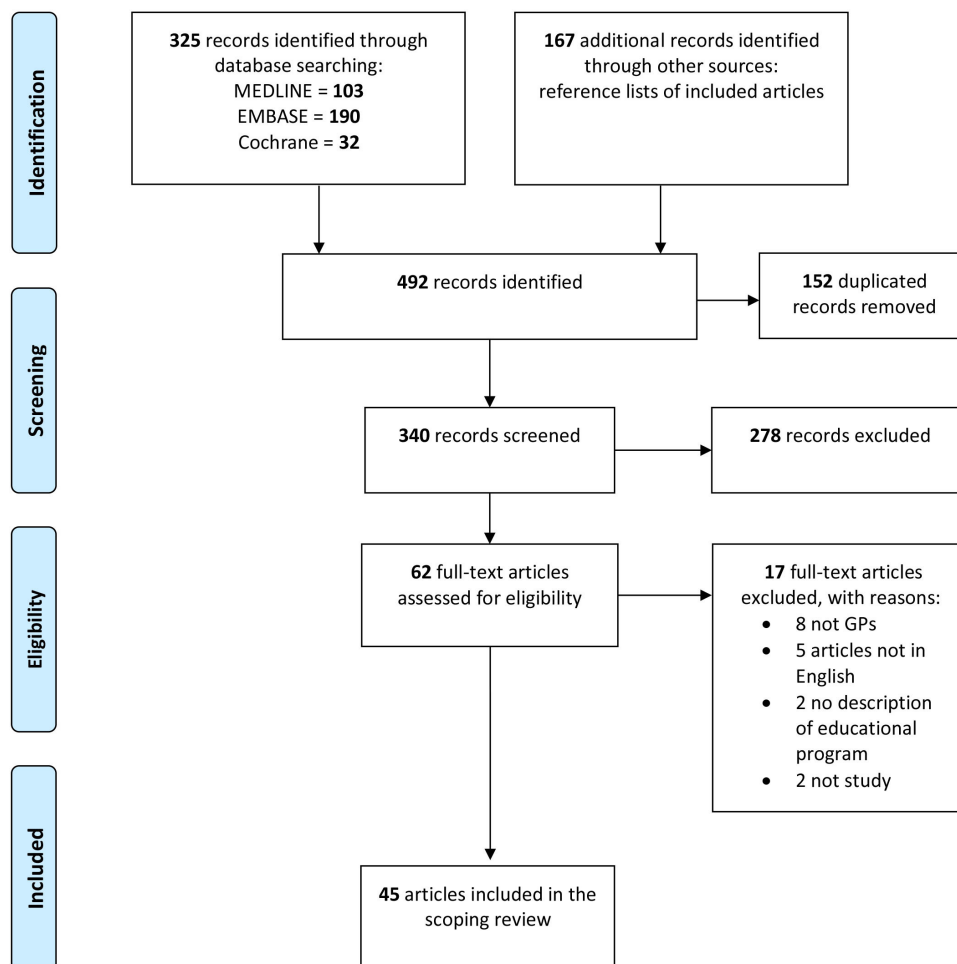 Identification
325 records identified through
database searching:
MEDLINE = 103
EMBASE = 190
Cochrane = 32
167 additional records identified
through other sources:
reference lists of included articles
492 records identified
152 duplicated
records removed
Screening
340 records screened
278 records excluded
Eligibility
62 full-text articles
assessed for eligibility
17 full-text articles
excluded, with reasons:
• 8 not GPs
• 5 articles not in
English
• 2 no description
of educational
program
• 2 not study
Included
45 articles included in the
scoping review